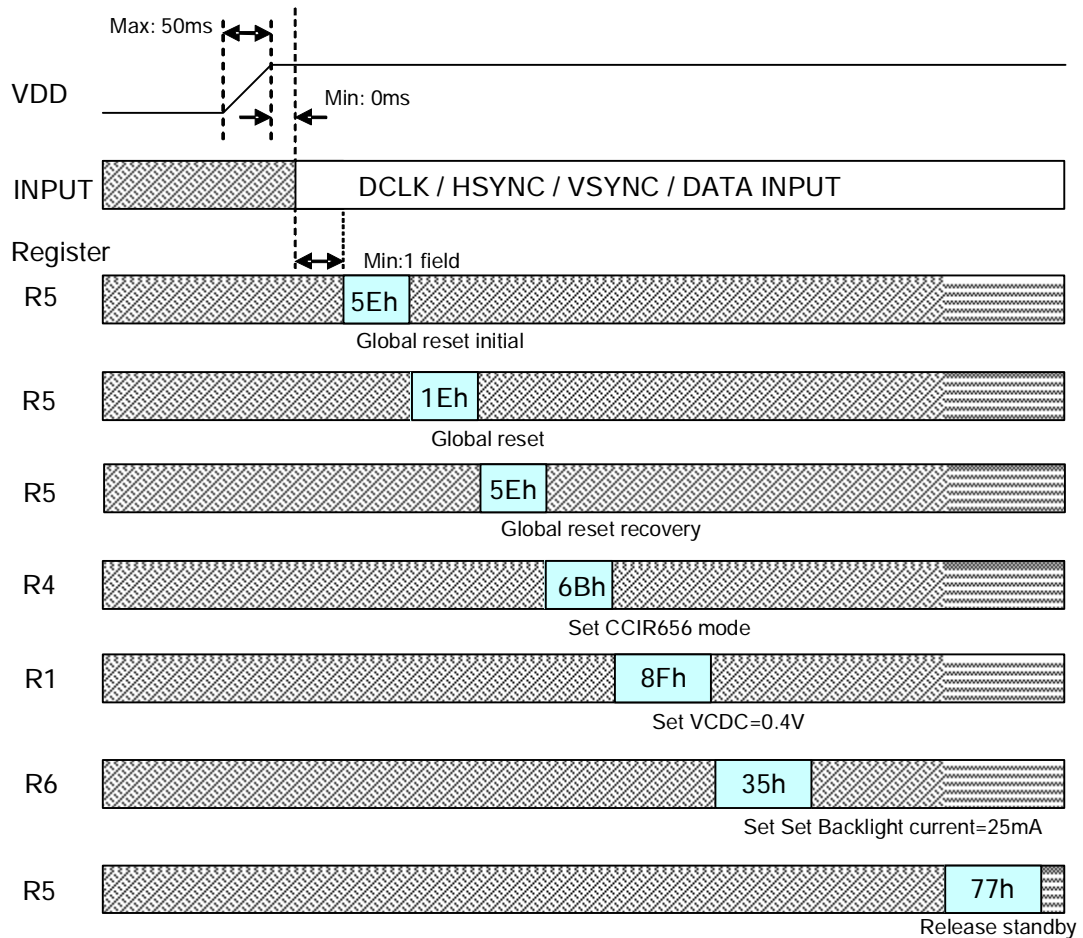 Max: 50ms
VDD
Min: 0ms
INPUT
DCLK / HSYNC / VSYNC / DATA INPUT
Register
Min:1 field
R5
5Eh
Global reset initial
R5
1Eh
Global reset
R5
5Eh
Global reset recovery
R4
6Bh
Set CCIR656 mode
R1
8Fh
Set VCDC=0.4V
R6
35h
Set Set Backlight current=25mA
R5
77h
Release standby